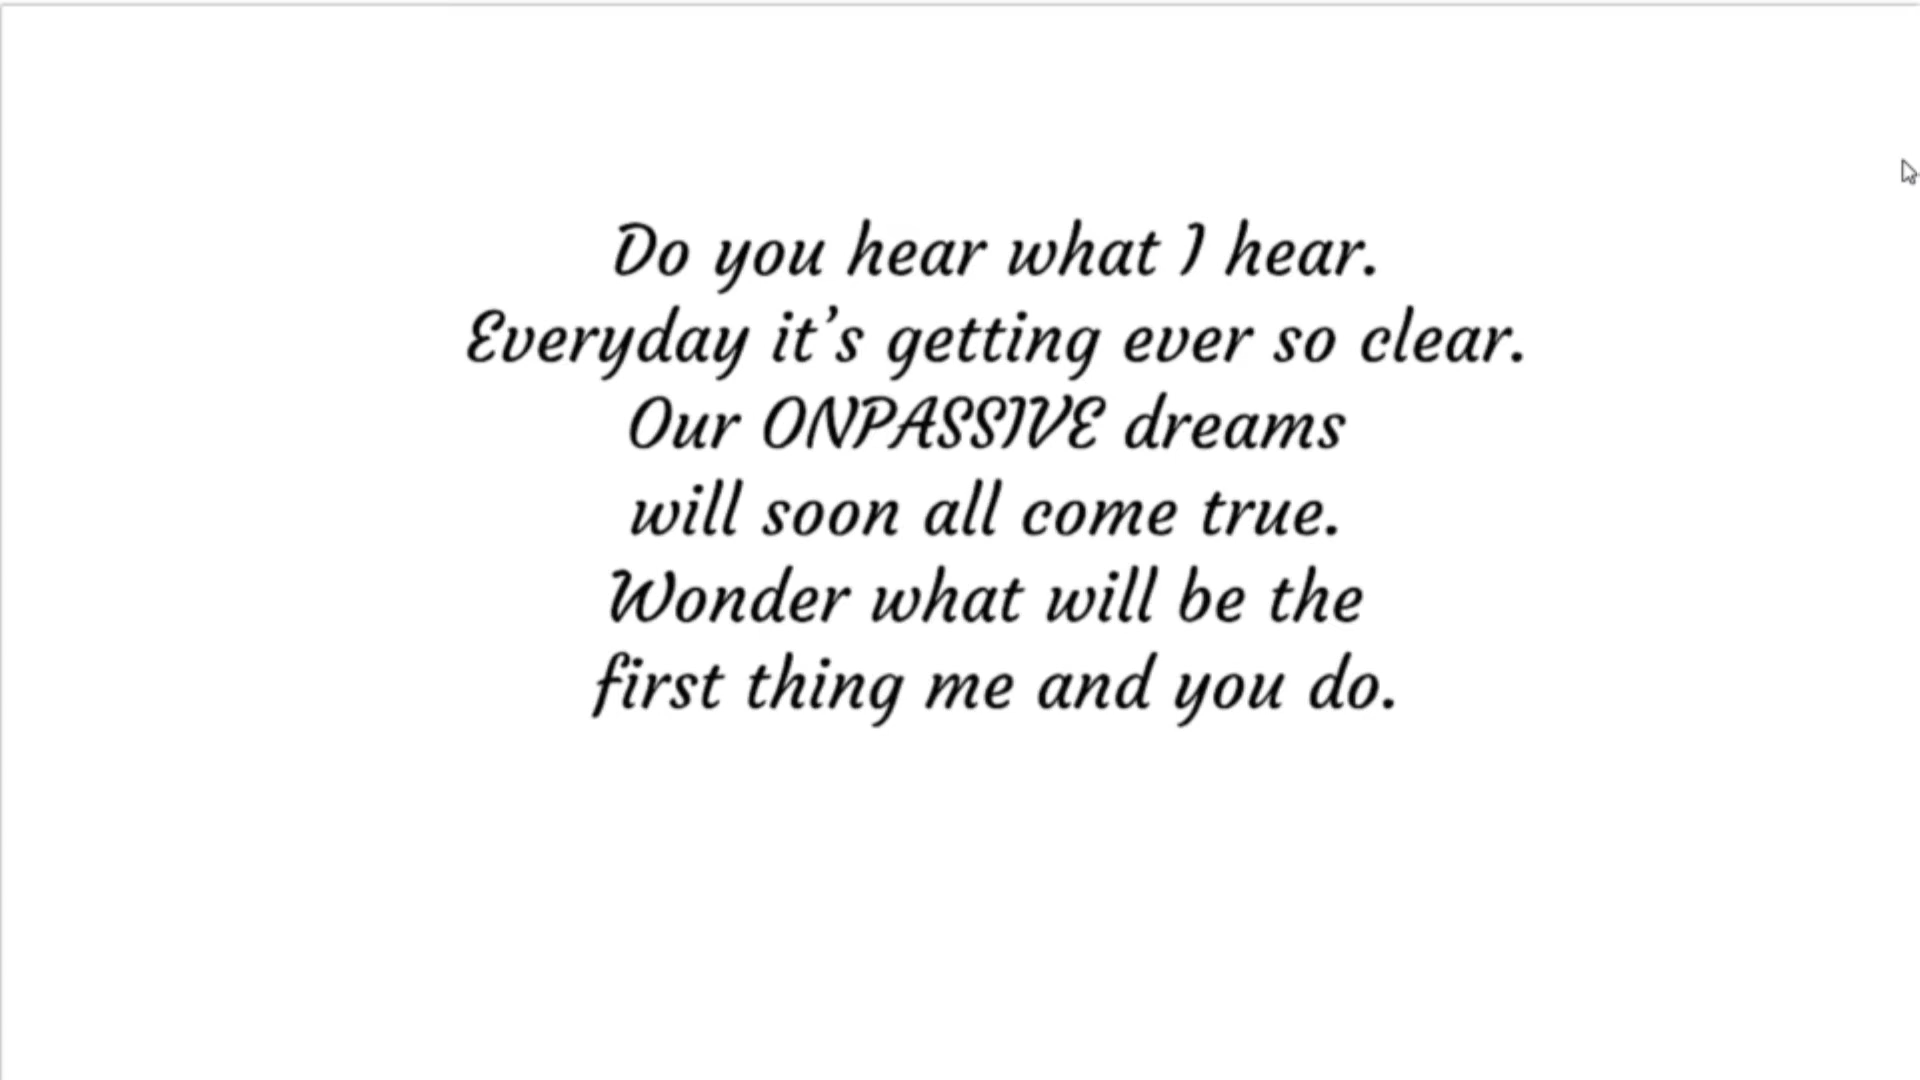 Do you hear what I hear.
Everyday it’s getting ever so clear.
Our ONPASSIVE dreams
will soon all come true.
Wonder what will be the
first thing me and you do.